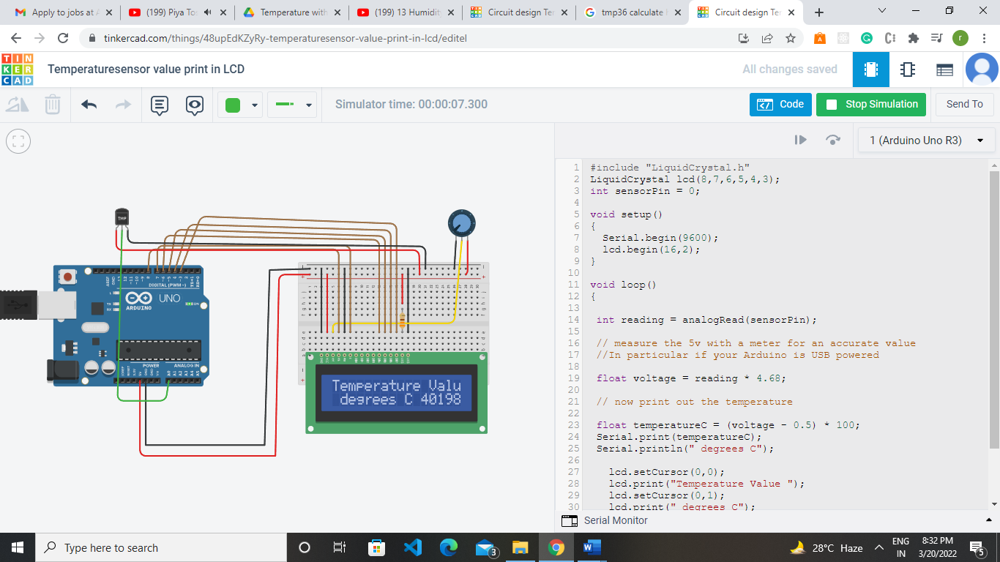 Apply to jobs at A
(199) Piya Tos
Temperature with
(199) 13 Humidit
Circuit design Ter
tmp36 calculate
Circuit design Ter
tinkercad.com/things/48upEdKZyRy-temperaturesensor-value-print-in-lcd/editel
r
TIN
KER
CAD
Temperaturesensor value print in LCD
All changes saved
Simulator time: 00:00:07.300
Code
Stop Simulation
Send To
1 (Arduino Uno R3)
TMP
AREF
GND
DIGITAL (PWM ~)
L
TX
RX
UNO
ON
ARDUINO
POWER
ANALOG IN
Temperature Valu
degrees C 40198
1 #include "LiquidCrystal.h"
2 LiquidCrystal lcd(8,7,6,5,4,3);
3 int sensorPin = 0;
4
5 void setup()
6 {
7 Serial.begin(9600);
8 lcd.begin(16,2);
9 }
10
11 void loop()
12 {
13
14 int reading = analogRead(sensorPin);
15
16 // measure the 5v with a meter for an accurate value
17 //In particular if your Arduino is USB powered
18
19 float voltage = reading * 4.68;
20
21 // now print out the temperature
22
23 float temperatureC = (voltage - 0.5) * 100;
24 Serial.print(temperatureC);
25 Serial.println(" degrees C");
26
27 lcd.setCursor(0,0);
28 lcd.print("Temperature Value ");
29 lcd.setCursor(0,1);
30 lcd.print(" degrees C");
Serial Monitor
Type here to search
3
28°C Haze
ENG
IN
8:32 PM
3/20/2022
5